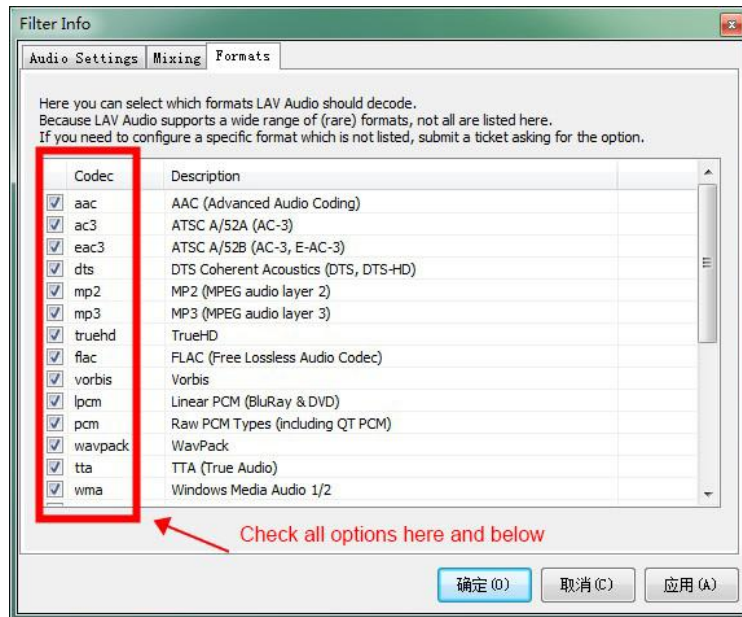 Filter Info
Audio Settings Mixing Formats
Here you can select which formats LAV Audio should decode.
Because LAV Audio supports a wide range of (rare) formats, not all are listed here.
If you need to configure a specific format which is not listed, submit a ticket asking for the option.
Codec Description
aac AAC (Advanced Audio Coding)
ac3 ATSC A/52A (AC-3)
eac3 ATSC A/52B (AC-3, E-AC-3)
dts DTS Coherent Acoustics (DTS, DTS-HD)
mp2 MP2 (MPEG audio layer 2)
mp3 MP3 (MPEG audio layer 3)
truehd TrueHD
flac FLAC (Free Lossless Audio Codec)
vorbis Vorbis
lpcm Linear PCM (BluRay & DVD)
pcm Raw PCM Types (including QT PCM)
wavpack WavPack
tta TTA (True Audio)
wma Windows Media Audio 1/2
Check all options here and below
确定(O) 取消(C) 应用(A)